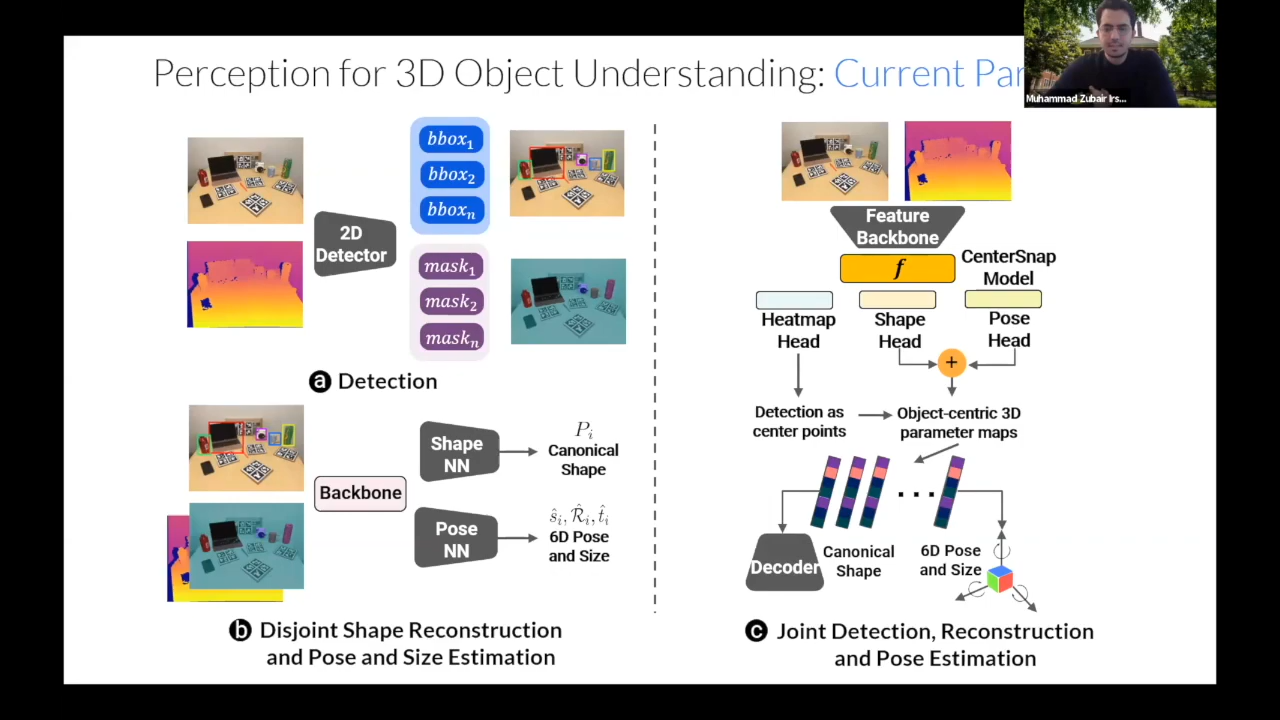 Perception for 3D Object Understanding: Current Par
Muhammad Zubair Irs...
2D
Detector
bbox₁
bbox₂
bboxₙ
mask₁
mask₂
maskₙ
a Detection
Backbone
Shape
NN
Pose
NN
Pᵢ
Canonical
Shape
ŝᵢ, R̂ᵢ, t̂ᵢ
6D Pose
and Size
b Disjoint Shape Reconstruction
and Pose and Size Estimation
Feature
Backbone
f
CenterSnap
Model
Heatmap
Head
Shape
Head
Pose
Head
+
Detection as
center points
Object-centric 3D
parameter maps
...
Decoder
Canonical
Shape
6D Pose
and Size
c Joint Detection, Reconstruction
and Pose Estimation